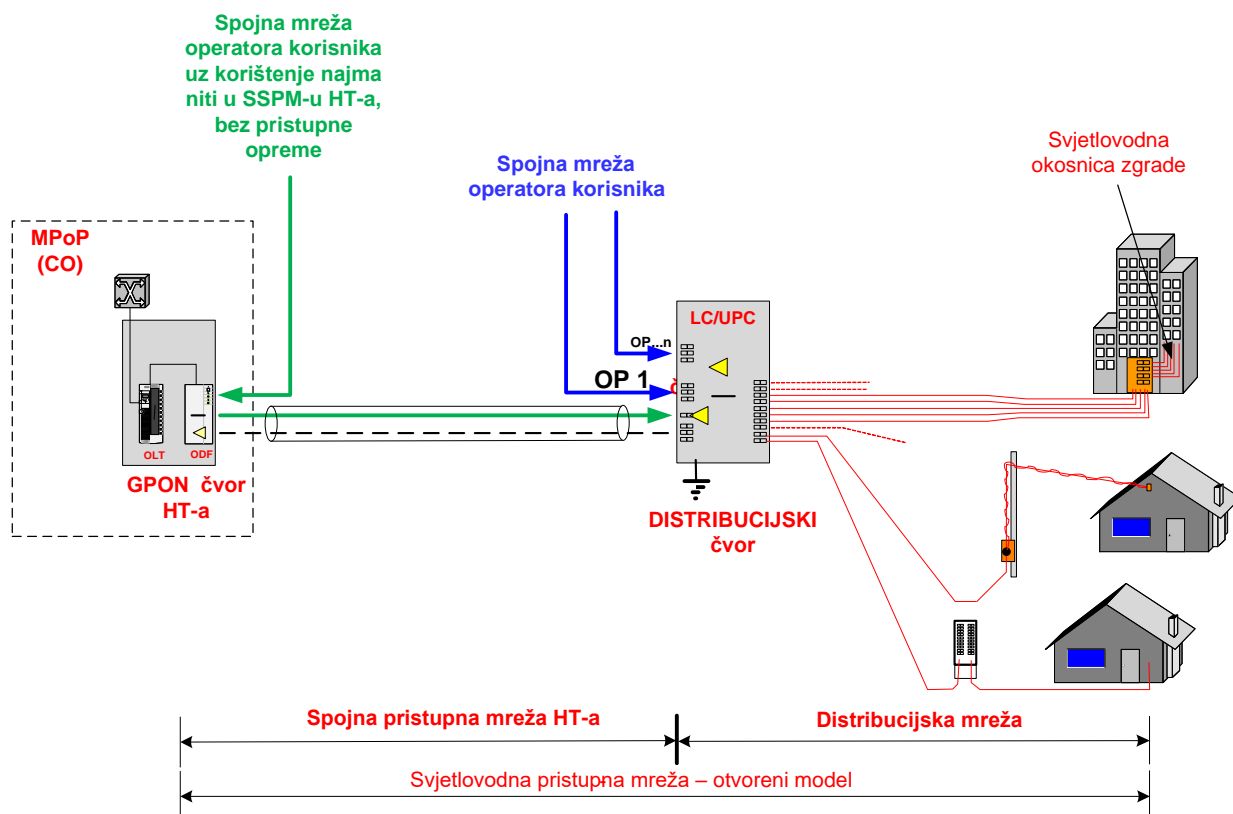 Spojna mreža
operatora korisnika
uz korištenje najma
niti u SSPM-u HT-a,
bez pristupne
opreme
Spojna mreža
operatora korisnika
Svjetlovodna
okosnica zgrade
MPoP
(CO)
LC/UPC
OP...n
OP 1
OLT
ODF
GPON čvor
HT-a
DISTRIBUCIJSKI
čvor
Spojna pristupna mreža HT-a
Distribucijska mreža
Svjetlovodna pristupna mreža – otvoreni model